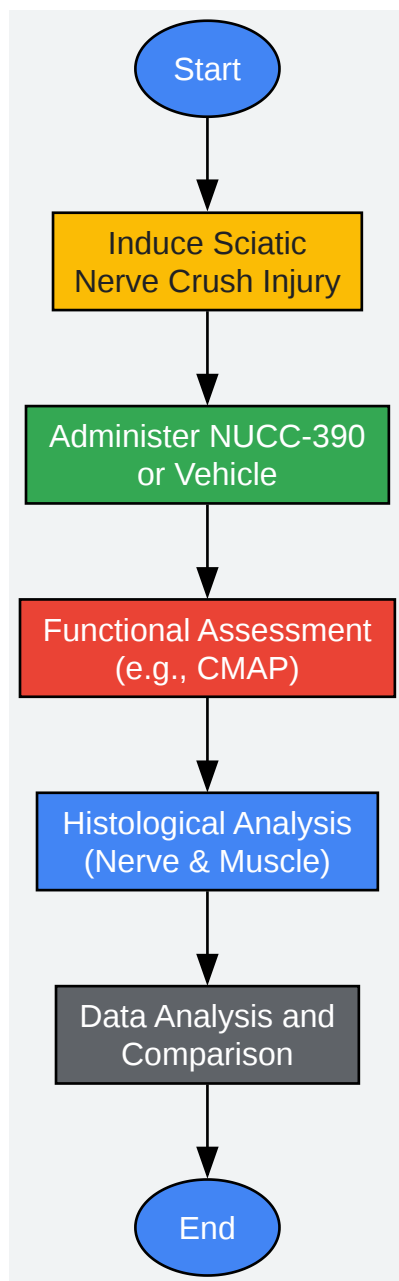 Start
Induce Sciatic
Nerve Crush Injury
Administer NUCC-390
or Vehicle
Functional Assessment
(e.g., CMAP)
Histological Analysis
(Nerve & Muscle)
Data Analysis and
Comparison
End